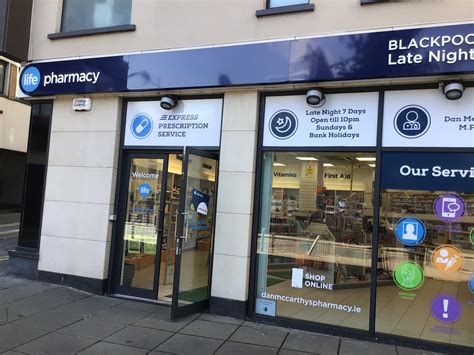 life pharmacy
BLACKPOO
Late Night
EXPRESS
PRESCRIPTION
SERVICE
Late Night 7 Days
Open till 10pm
Sundays &
Bank Holidays
Dan Mc
Welcome
life
Vitamins
First Aid
Our Servi
SHOP
ONLINE
danmccarthyspharmacy.ie